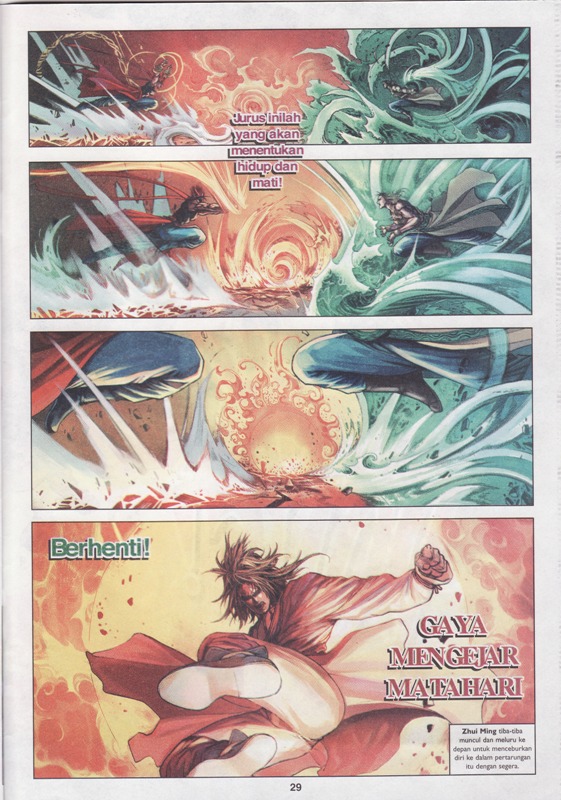 Jurus inilah
yang akan
menentukan
hidup dan
mati!
Berhenti!
GAYA
MENGEJAR
MATAHARI
Zhui Ming tiba-tiba
muncul dan meluru ke
depan untuk menceburkan
diri ke dalam pertarungan
itu dengan segera.
29